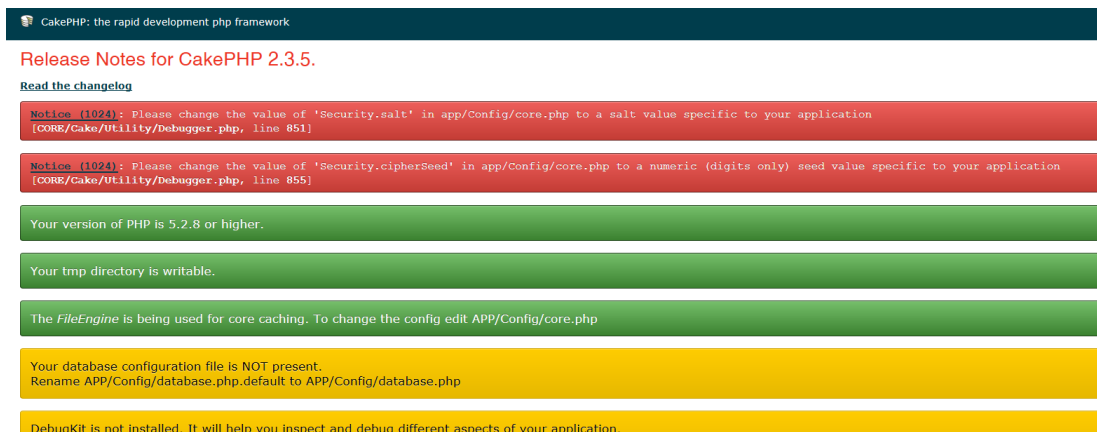 CakePHP: the rapid development php framework
Release Notes for CakePHP 2.3.5.
Read the changelog
Notice (1024): Please change the value of 'Security.salt' in app/Config/core.php to a salt value specific to your application
[CORE/Cake/Utility/Debugger.php, line 851]
Notice (1024): Please change the value of 'Security.cipherSeed' in app/Config/core.php to a numeric (digits only) seed value specific to your application
[CORE/Cake/Utility/Debugger.php, line 855]
Your version of PHP is 5.2.8 or higher.
Your tmp directory is writable.
The FileEngine is being used for core caching. To change the config edit APP/Config/core.php
Your database configuration file is NOT present.
Rename APP/Config/database.php.default to APP/Config/database.php
DebugKit is not installed. It will help you inspect and debug different aspects of your application.